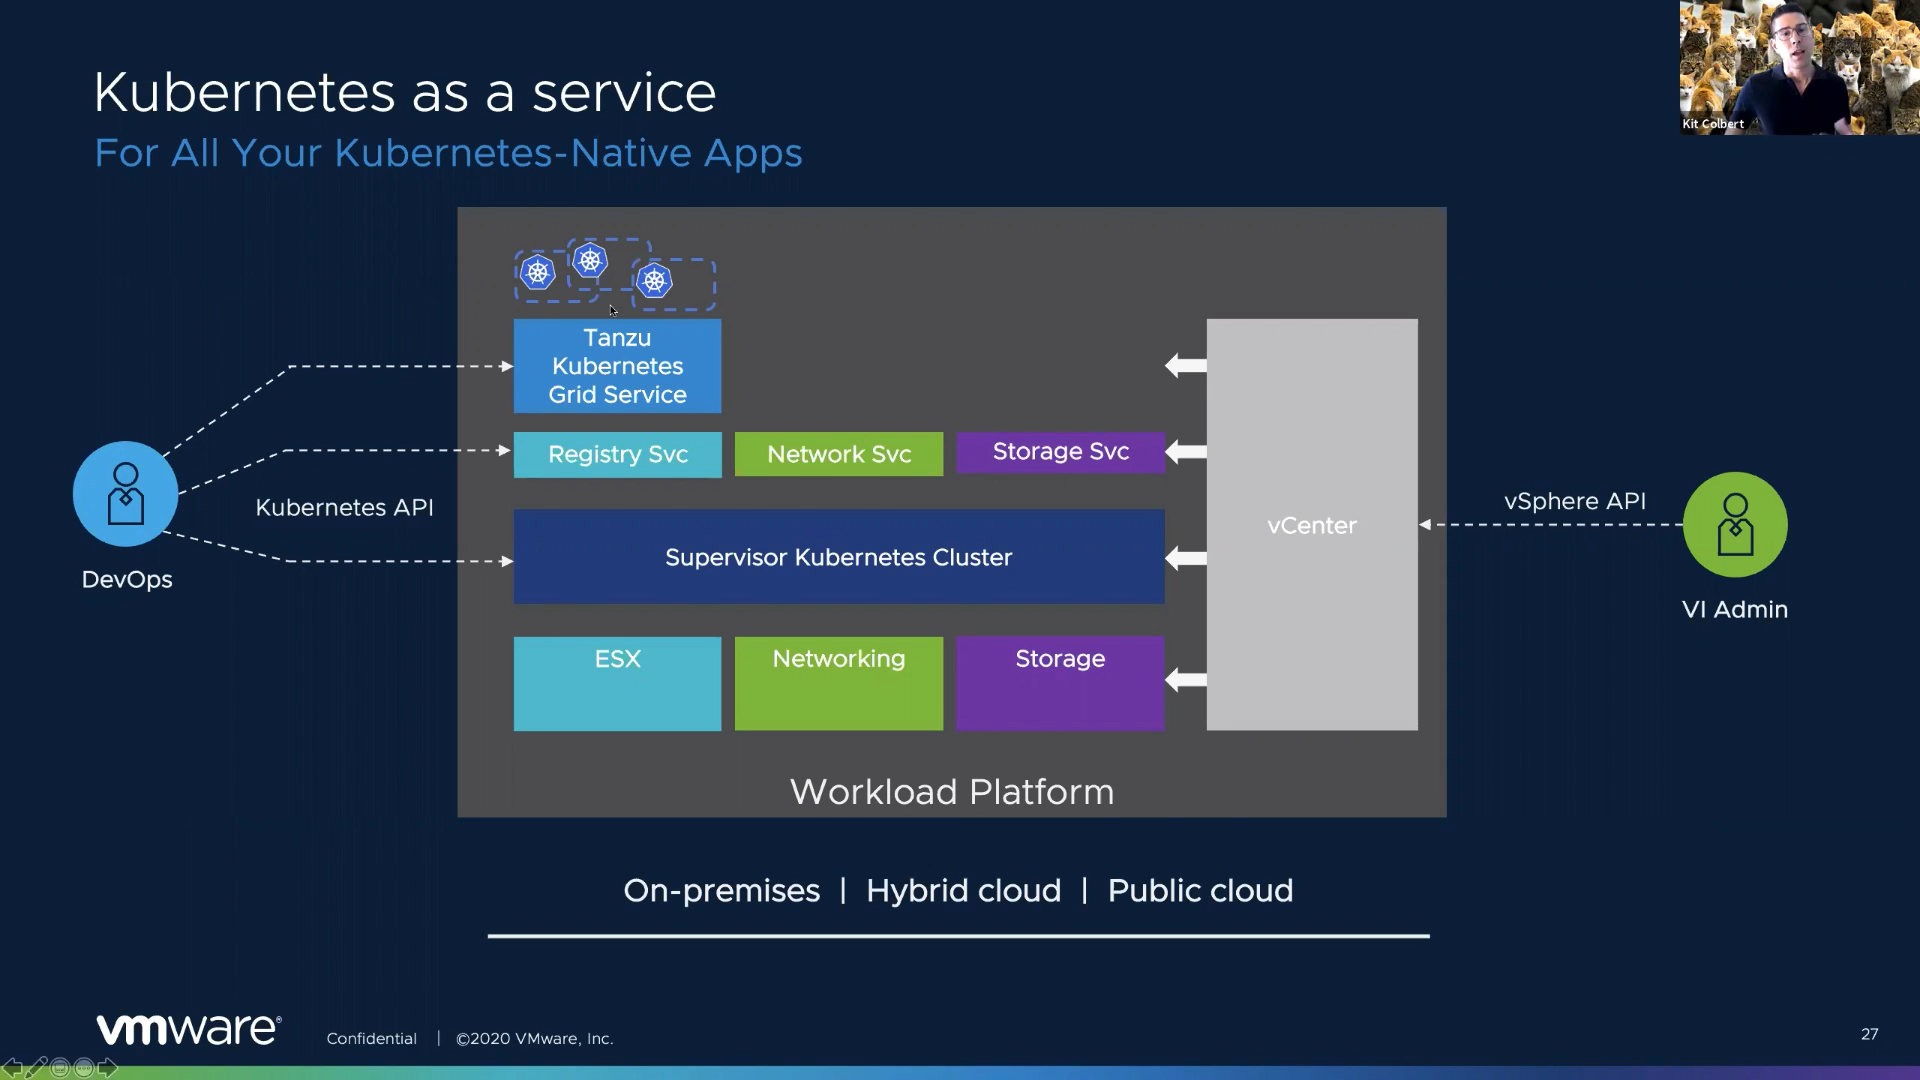 Kubernetes as a service
For All Your Kubernetes-Native Apps
Kit Colbert
Tanzu
Kubernetes
Grid Service
Registry Svc
Network Svc
Storage Svc
Kubernetes API
DevOps
Supervisor Kubernetes Cluster
vCenter
vSphere API
VI Admin
ESX
Networking
Storage
Workload Platform
On-premises | Hybrid cloud | Public cloud
vmware®
Confidential | ©2020 VMware, Inc.
27